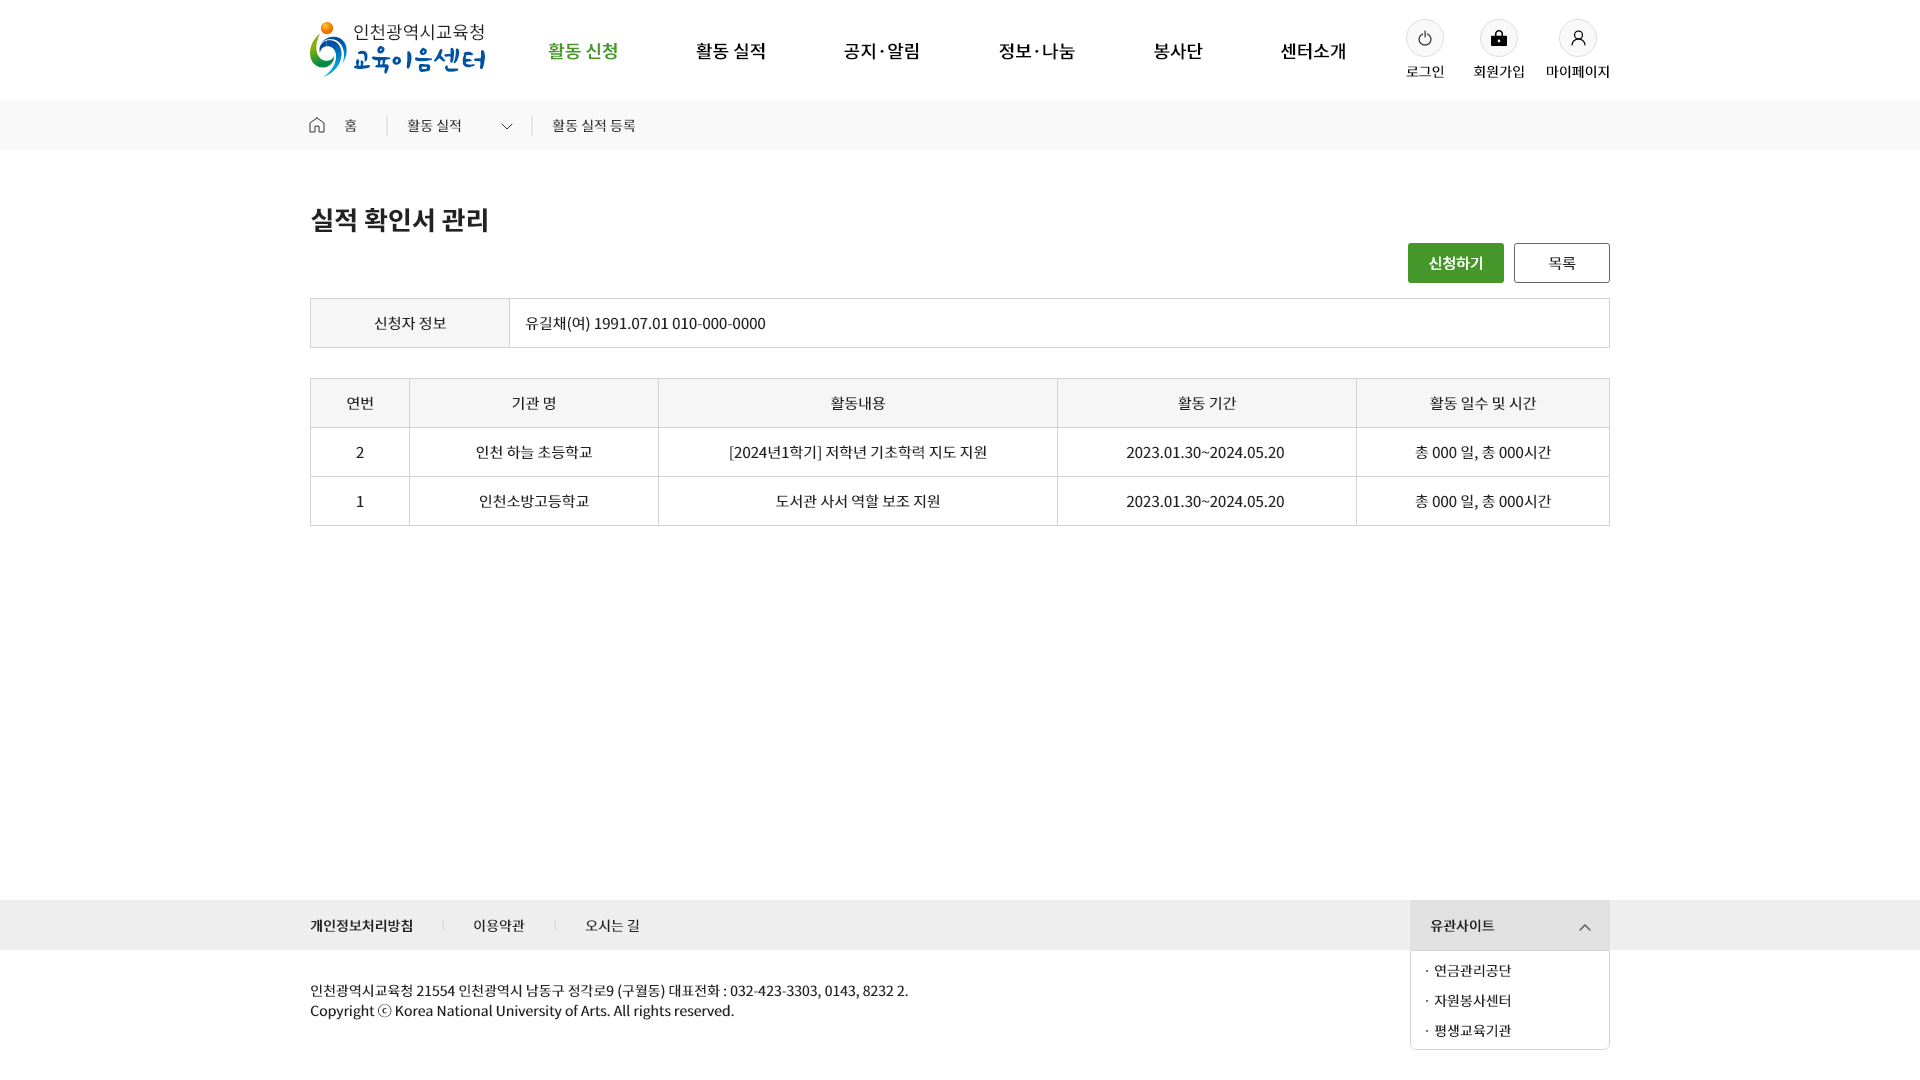 인천광역시교육청
교육이음센터
활동 신청
활동 실적
공지·알림
정보·나눔
봉사단
센터소개
로그인
회원가입
마이페이지
홈
활동 실적
활동 실적 등록
실적 확인서 관리
신청하기
목록
신청자 정보
유길채(여) 1991.07.01 010-000-0000
연번
기관 명
활동내용
활동 기간
활동 일수 및 시간
2
인천 하늘 초등학교
[2024년1학기] 저학년 기초학력 지도 지원
2023.01.30~2024.05.20
총 000 일, 총 000시간
1
인천소방고등학교
도서관 사서 역할 보조 지원
2023.01.30~2024.05.20
총 000 일, 총 000시간
개인정보처리방침
이용약관
오시는 길
유관사이트
· 연금관리공단
· 자원봉사센터
· 평생교육기관
인천광역시교육청 21554 인천광역시 남동구 정각로9 (구월동) 대표전화 : 032-423-3303, 0143, 8232 2.
Copyright ⓒ Korea National University of Arts. All rights reserved.